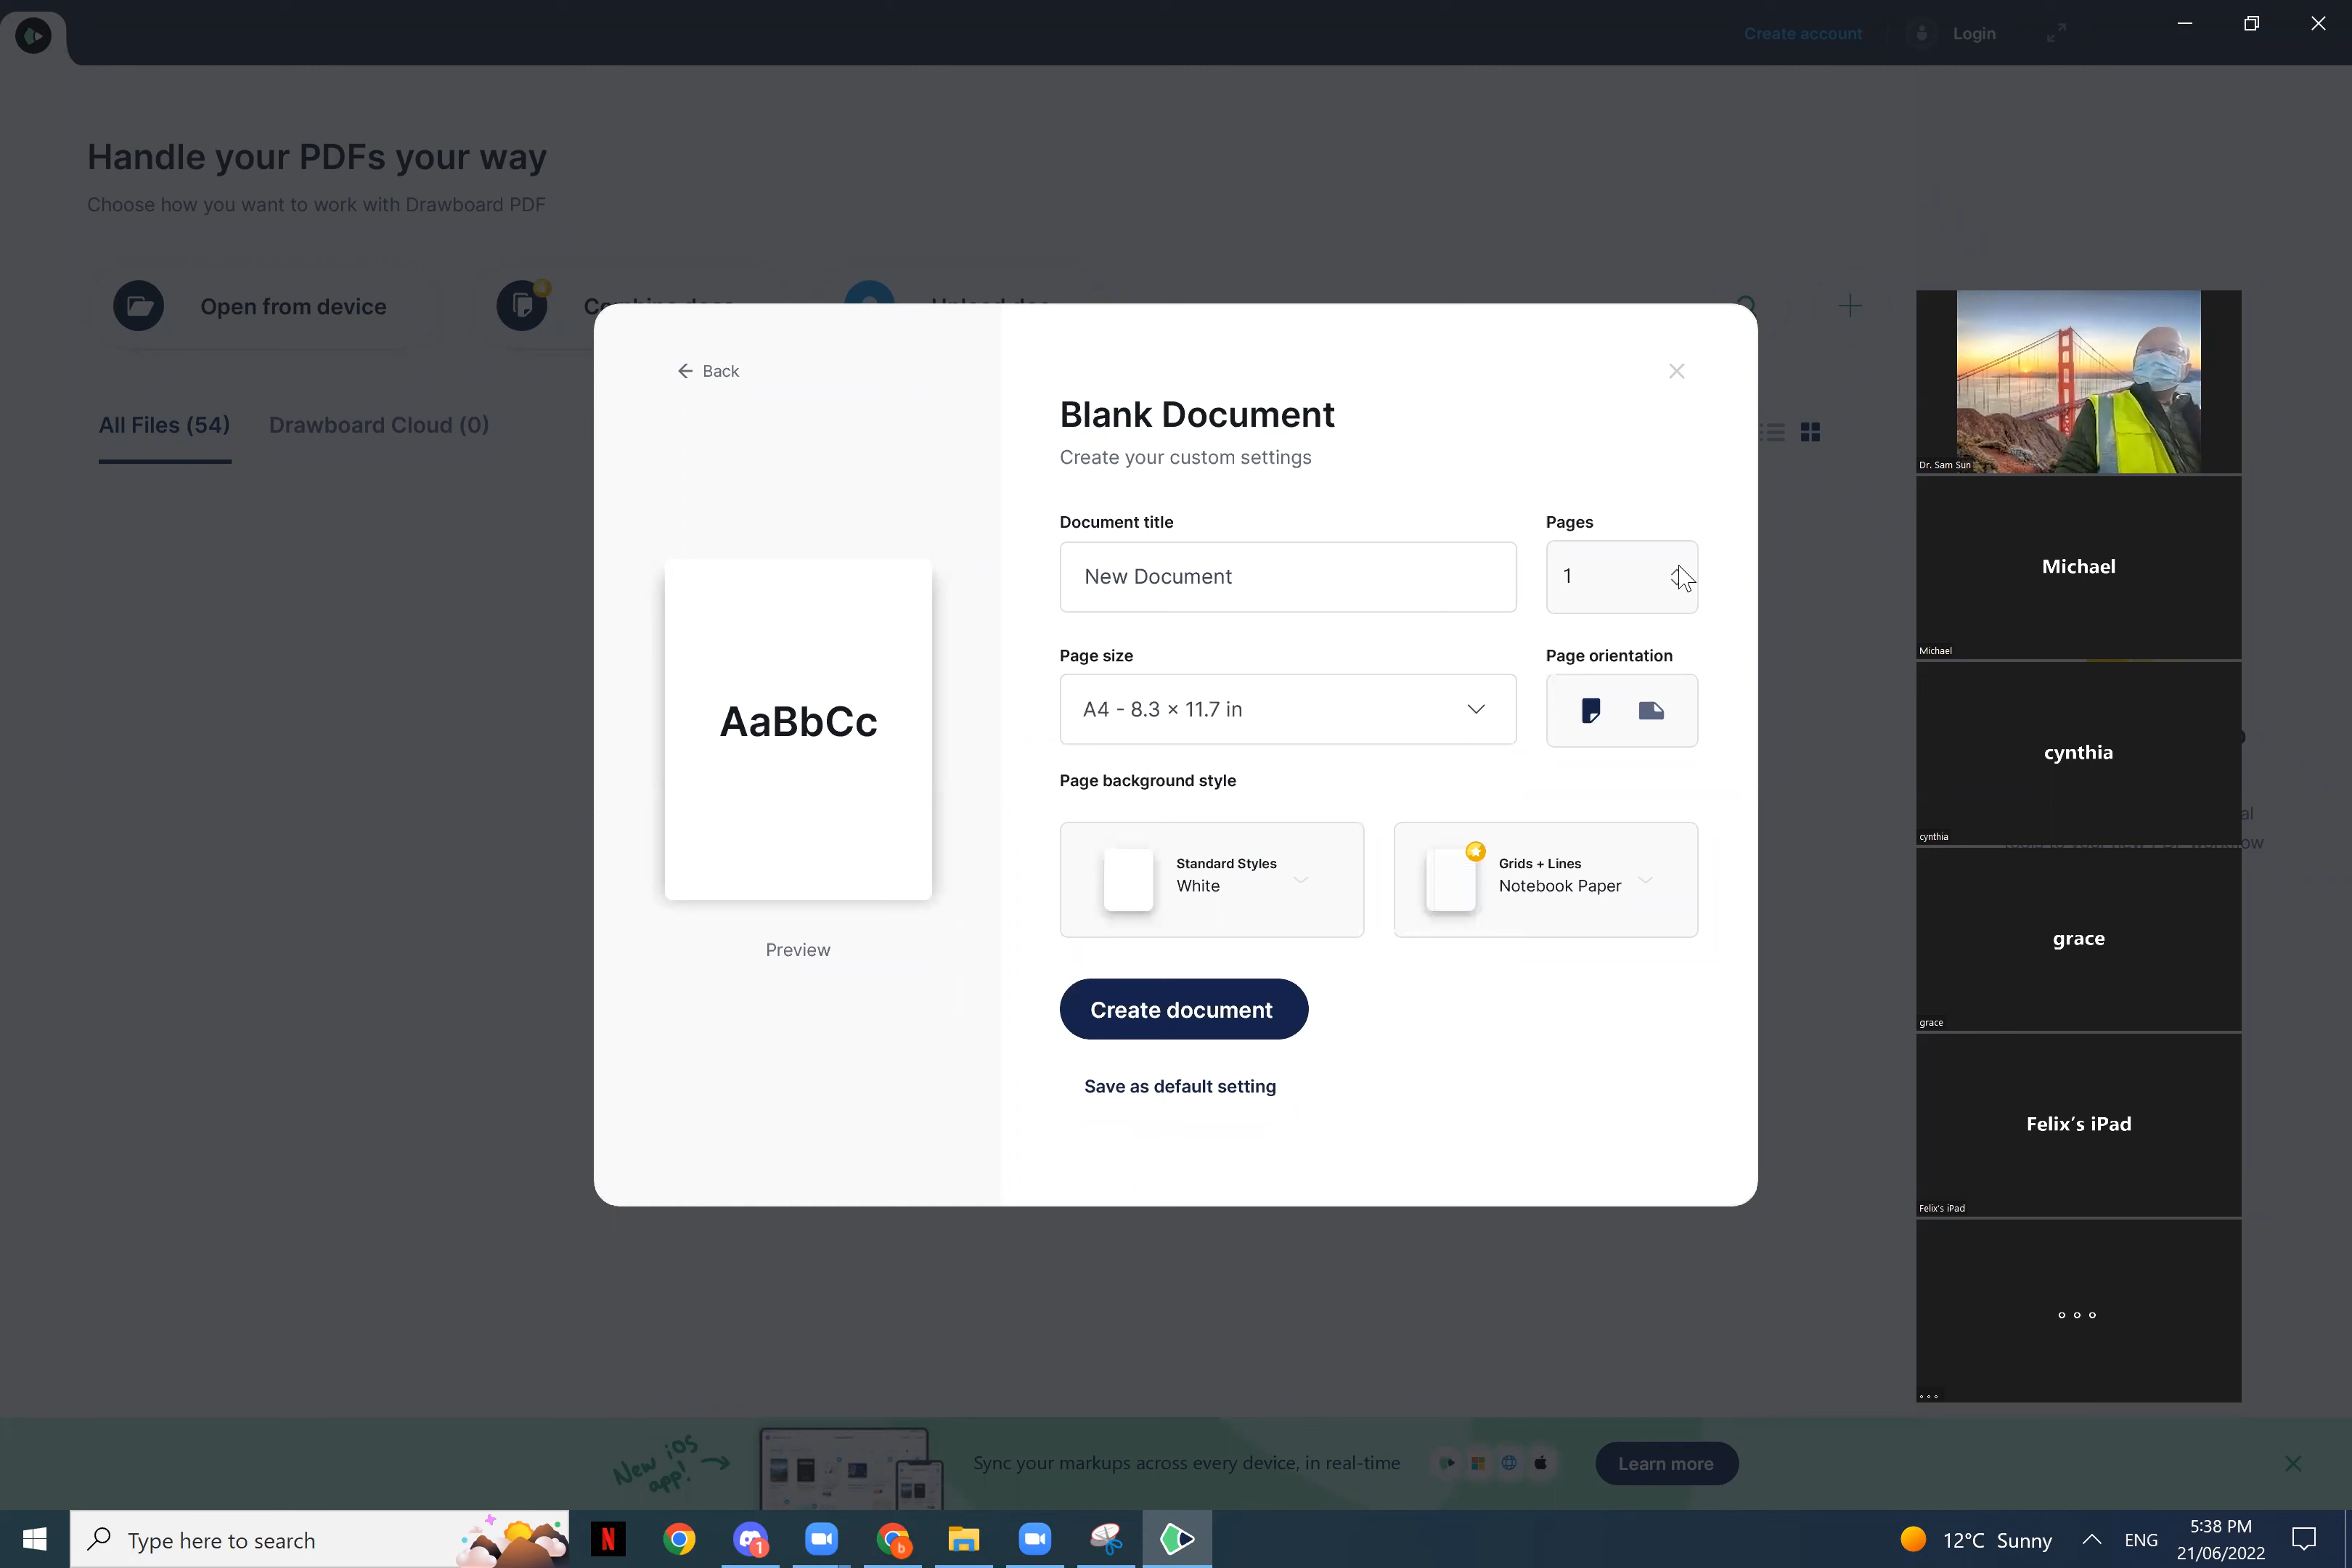 Create account
Login
Handle your PDFs your way
Choose how you want to work with Drawboard PDF
Open from device
All Files (54)
Drawboard Cloud (0)
Back
Blank Document
Create your custom settings
Document title
Pages
New Document
1
Page size
Page orientation
A4 - 8.3 × 11.7 in
AaBbCc
Page background style
Standard Styles
White
Grids + Lines
Notebook Paper
Preview
Create document
Save as default setting
Dr. Sam Sun
Michael
Michael
cynthia
cynthia
grace
grace
Felix's iPad
Felix's iPad
New iOS
app!
Sync your markups across every device, in real-time
Learn more
Type here to search
N
1
b
12°C Sunny
ENG
5:38 PM
21/06/2022